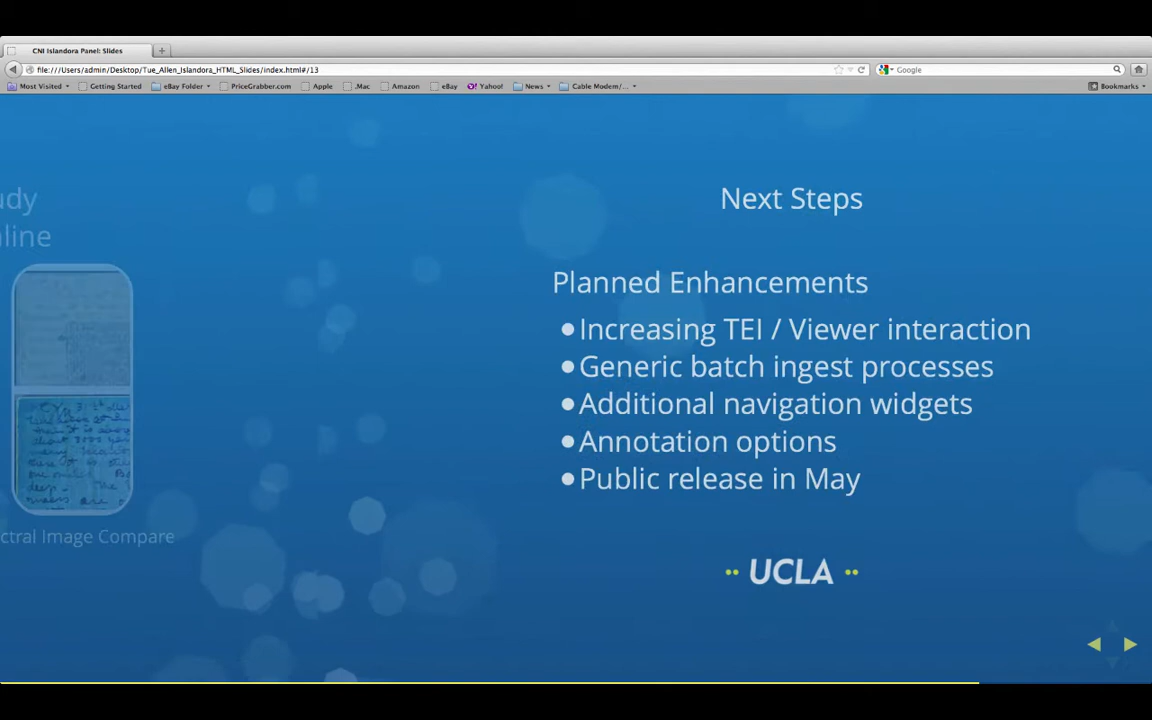 CNI Islandora Panel: Slides
file:///Users/admin/Desktop/Tue_Allen_Islandora_HTML_Slides/index.html#/13
Google
Most Visited
Getting Started
eBay Folder
PriceGrabber.com
Apple
.Mac
Amazon
eBay
Yahoo!
News
Cable Modem/...
Bookmarks
udy
line
ctral Image Compare
Next Steps
Planned Enhancements
●Increasing TEI / Viewer interaction
●Generic batch ingest processes
●Additional navigation widgets
●Annotation options
●Public release in May
•• UCLA ••